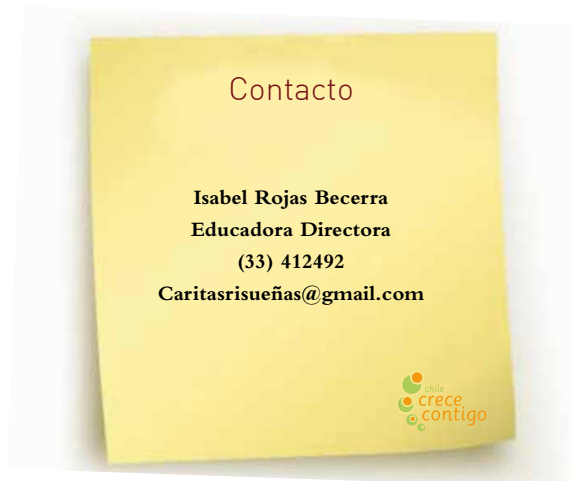 Contacto
Isabel Rojas Becerra
Educadora Directora
(33) 412492
Caritasrisueñas@gmail.com
chile
crece
contigo